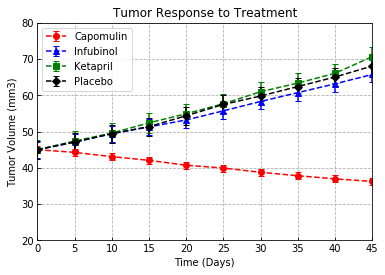 Tumor Response to Treatment
Capomulin
Infubinol
Ketapril
Placebo
Tumor Volume (mm3)
80
70
60
50
40
30
20
0 5 10 15 20 25 30 35 40 45
Time (Days)